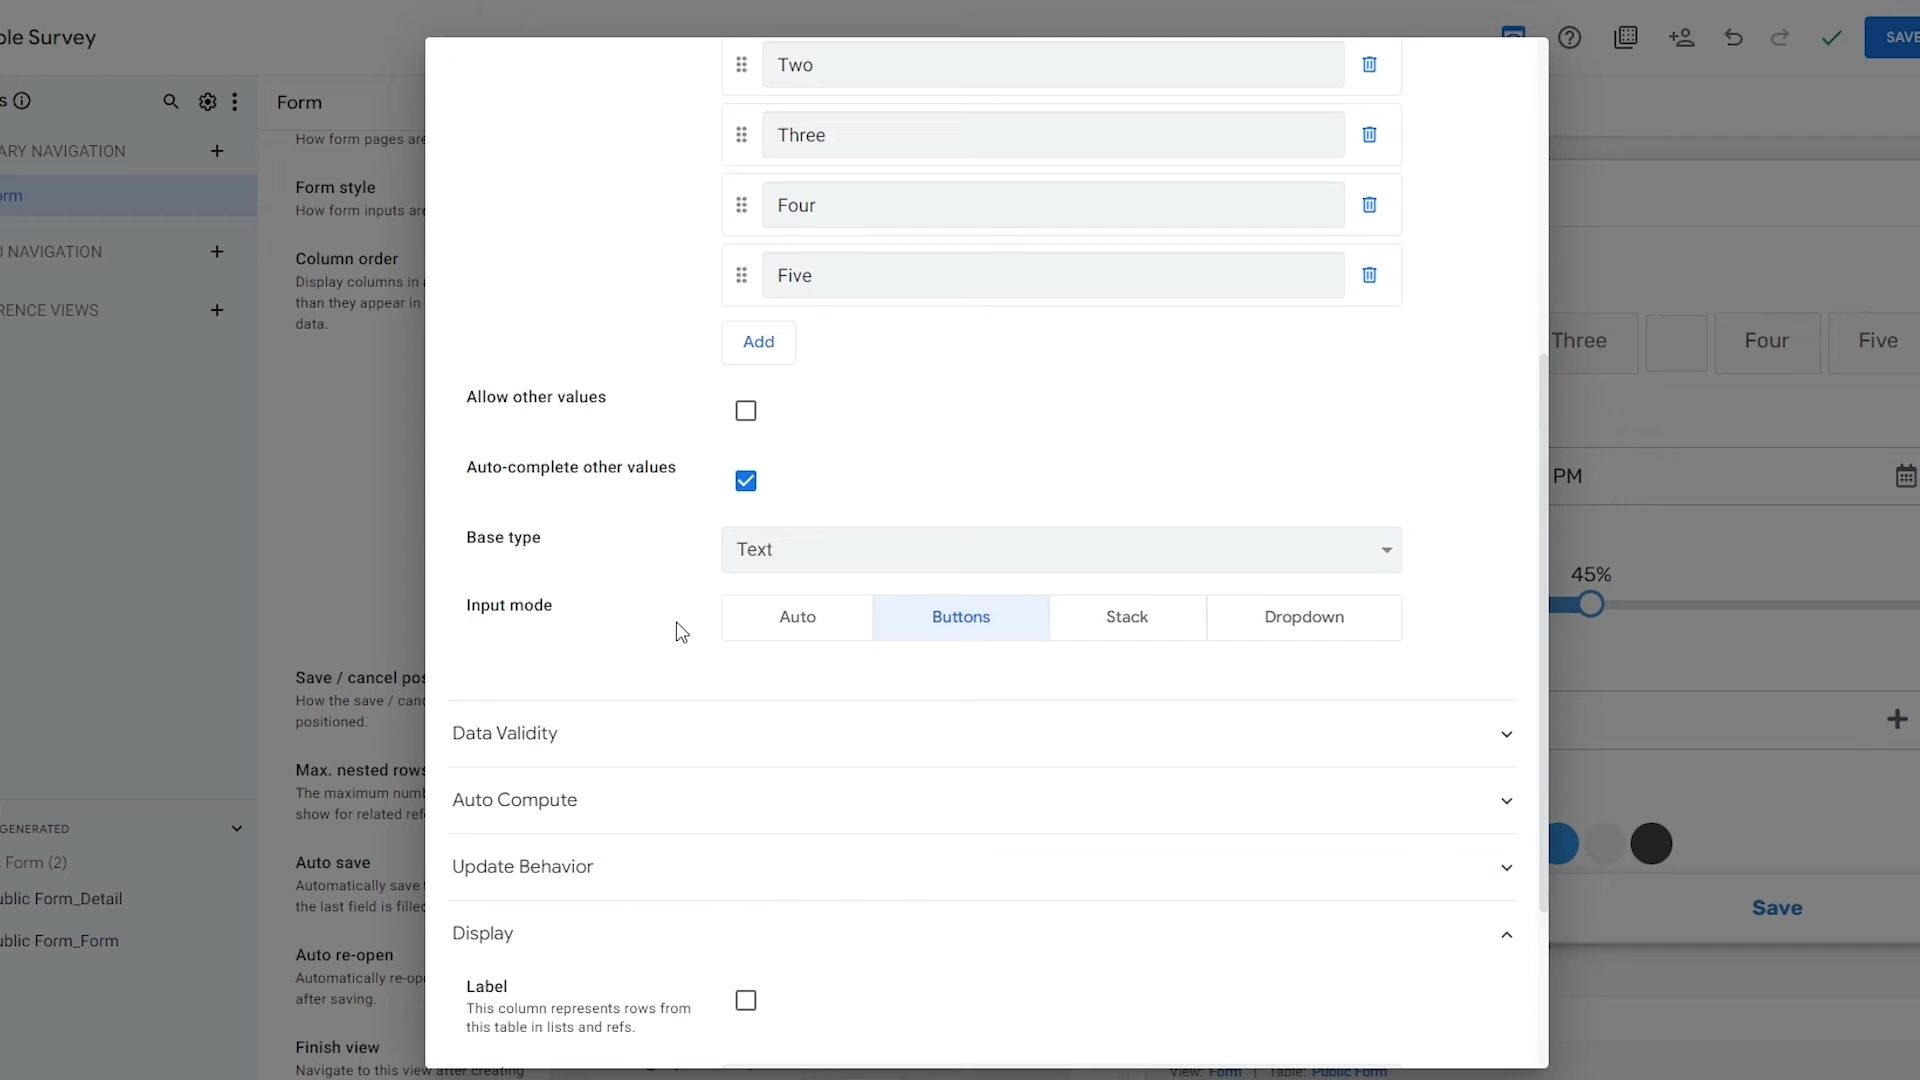 ple Survey
SAVE
s
Form
How form pages are
ARY NAVIGATION
orm
Form style
How form inputs are
U NAVIGATION
Column order
Display columns in
than they appear in
data.
RENCE VIEWS
Two
Three
Four
Five
Add
Allow other values
Auto-complete other values
Base type
Text
Input mode
Auto
Buttons
Stack
Dropdown
Data Validity
Auto Compute
Update Behavior
Display
Label
This column represents rows from
this table in lists and refs.
Save / cancel pos
How the save / canc
positioned.
Max. nested rows
The maximum num
show for related ref
GENERATED
Form (2)
ublic Form_Detail
ublic Form_Form
Auto save
Automatically save
the last field is filled
Auto re-open
Automatically re-op
after saving.
Finish view
Navigate to this view after creating
Three
Four
Five
PM
45%
Save
View: Form | Table: Public Form